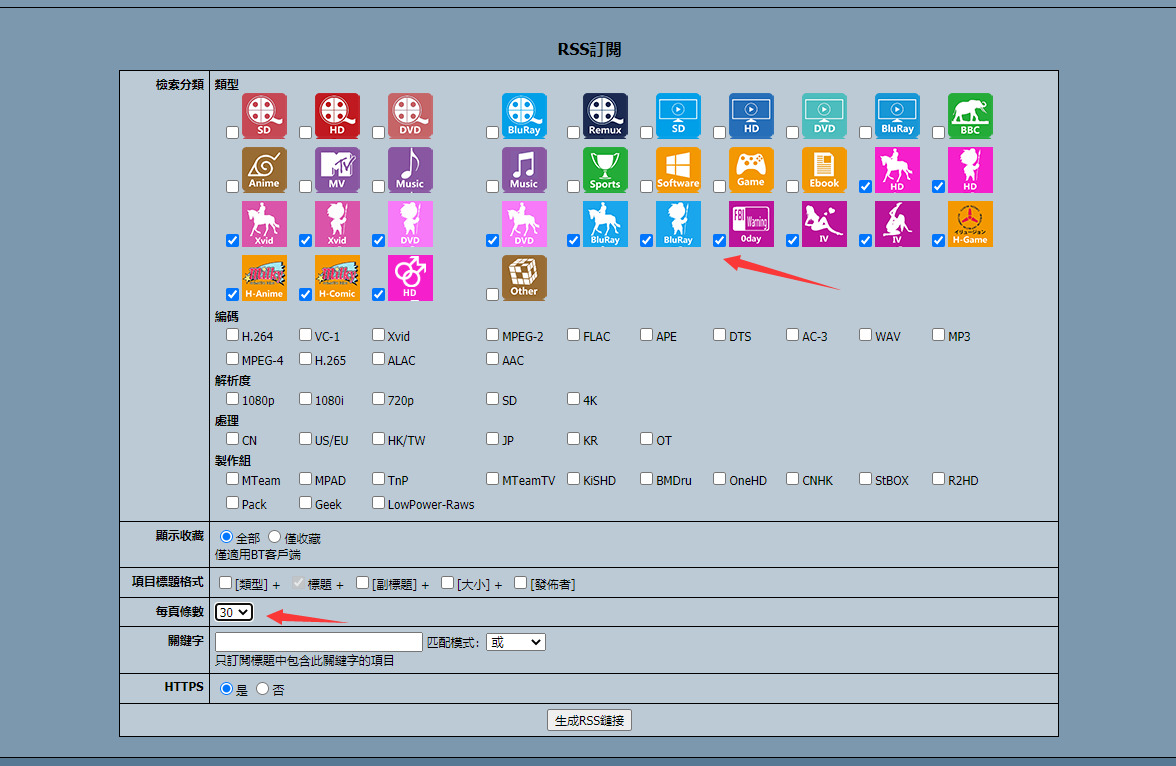 RSS訂閱
檢索分類 類型
SD HD DVD BluRay Remux SD HD DVD BluRay BBC
Anime MV Music Music Sports Software Game Ebook HD HD
Xvid Xvid DVD DVD BluRay BluRay FBI Warning 0day IV IV イリュージョン H-Game
H-Anime H-Comic HD Other
編碼
H.264 VC-1 Xvid MPEG-2 FLAC APE DTS AC-3 WAV MP3
MPEG-4 H.265 ALAC AAC
解析度
1080p 1080i 720p SD 4K
處理
CN US/EU HK/TW JP KR OT
製作組
MTeam MPAD TnP MTeamTV KiSHD BMDru OneHD CNHK StBOX R2HD
Pack Geek LowPower-Raws
顯示收藏 全部 僅收藏
僅適用BT客戶端
項目標題格式 [類型] + 標題 + [副標題] + [大小] + [發佈者]
每頁條數 30
關鍵字 匹配模式: 或
只訂閱標題中包含此關鍵字的項目
HTTPS 是 否
生成RSS鏈接